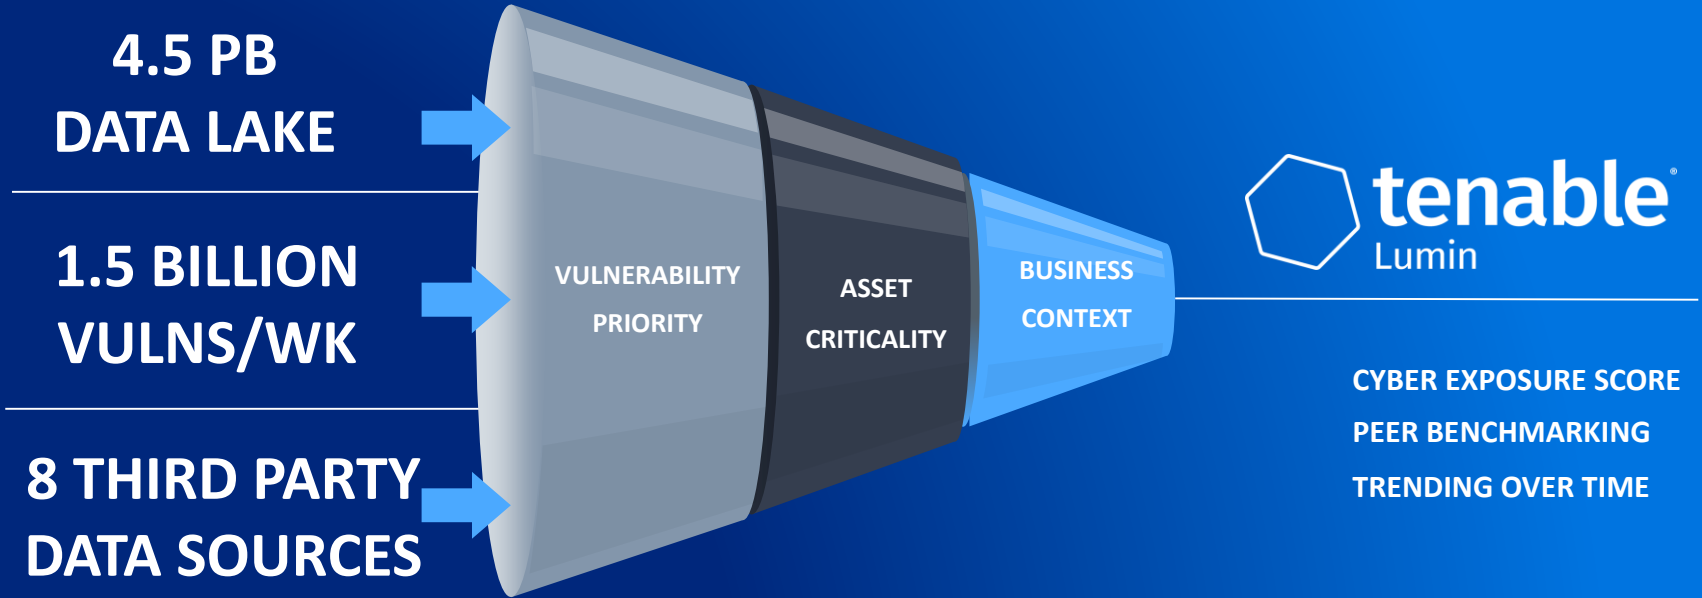 4.5 PB
DATA LAKE
1.5 BILLION
VULNS/WK
8 THIRD PARTY
DATA SOURCES
VULNERABILITY
PRIORITY
ASSET
CRITICALITY
BUSINESS
CONTEXT
tenable®
Lumin
CYBER EXPOSURE SCORE
PEER BENCHMARKING
TRENDING OVER TIME